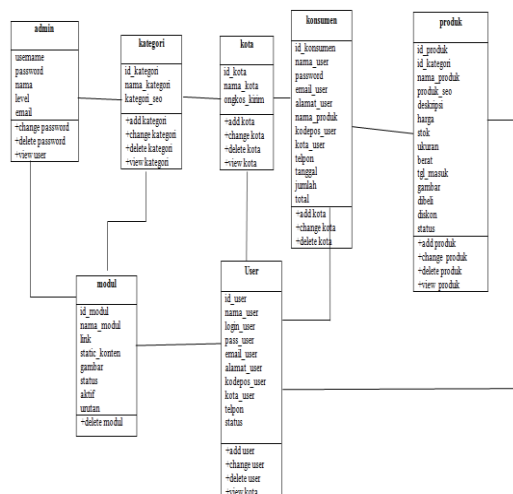 admin
username
password
nama
level
email
+change password
+delete password
+view user
kategori
id_kategori
nama_kategori
kategori_seo
+add kategori
+change kategori
+delete kategori
+view kategori
kota
id_kota
nama_kota
ongkos_kirim
+add kota
+change kota
+delete kota
+view kota
konsumen
id_konsumen
nama_user
password
email_user
alamat_user
nama_produk
kodepos_user
kota_user
telpon
tanggal
jumlah
total
+add kota
+change kota
+delete kota
produk
id_produk
id_kategori
nama_produk
produk_seo
deskripsi
harga
stok
ukuran
berat
tgl_masuk
gambar
dibeli
diskon
status
+add produk
+change produk
+delete produk
+view produk
modul
id_modul
nama_modul
link
static_konten
gambar
status
aktif
urutan
+delete modul
User
id_user
nama_user
login_user
pass_user
email_user
alamat_user
kodepos_user
kota_user
telpon
status
+add user
+change user
+delete user
+view kota